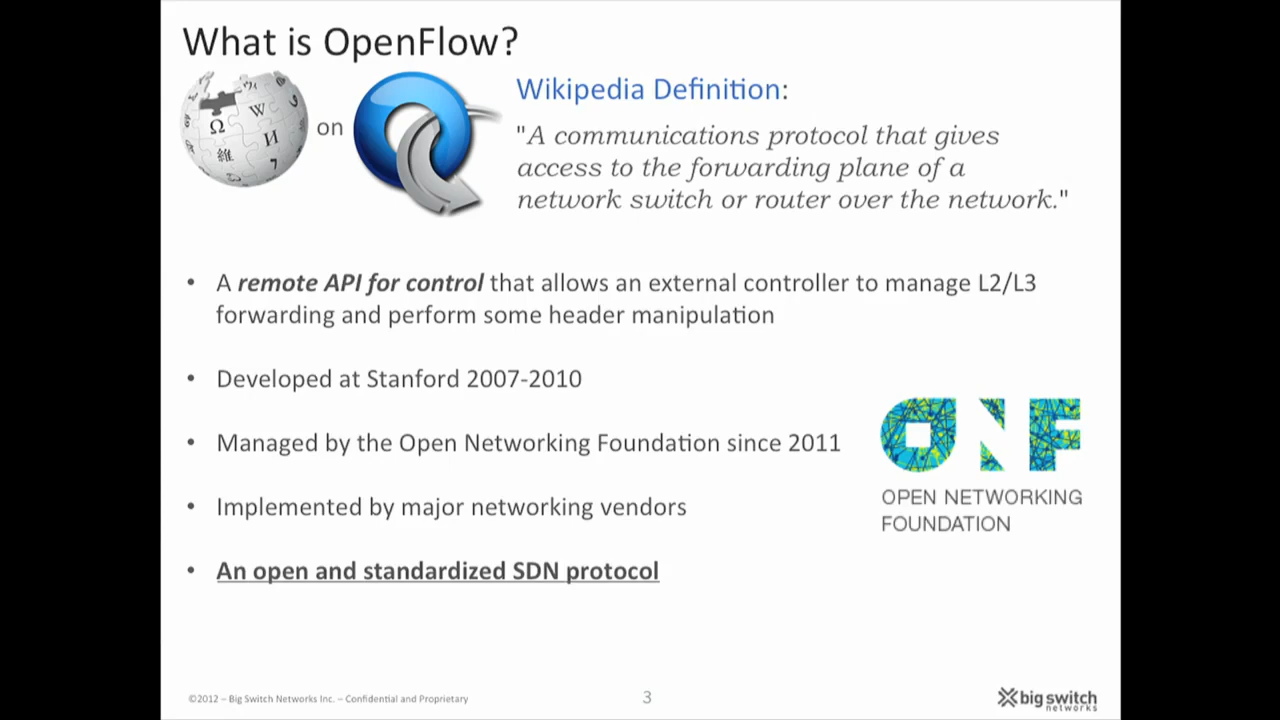 What is OpenFlow?
on
Wikipedia Definition:
"A communications protocol that gives
access to the forwarding plane of a
network switch or router over the network."
• A remote API for control that allows an external controller to manage L2/L3
forwarding and perform some header manipulation
• Developed at Stanford 2007-2010
• Managed by the Open Networking Foundation since 2011
• Implemented by major networking vendors
• An open and standardized SDN protocol
ONF
OPEN NETWORKING
FOUNDATION
©2012 – Big Switch Networks Inc. – Confidential and Proprietary
3
big switch
networks